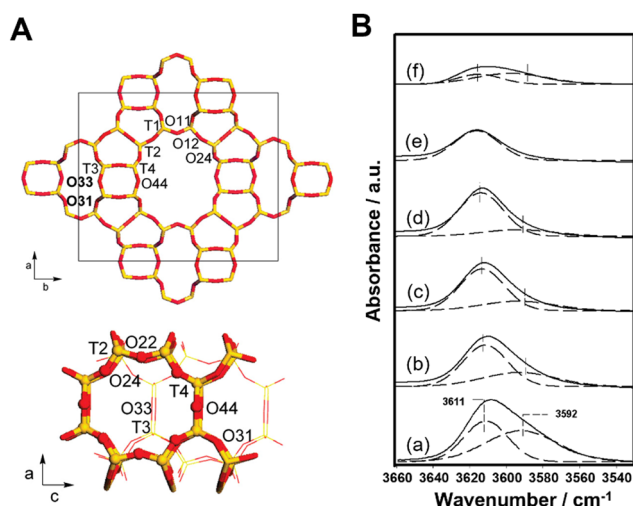 A
T1
O11
O12
T2
O24
T3
T4
O33
O44
O31
a
b
T2
O22
O24
T4
O33
O44
T3
O31
a
c
B
Absorbance / a.u.
(f)
(e)
(d)
(c)
(b)
3611
3592
(a)
3660 3640 3620 3600 3580 3560 3540
Wavenumber / cm⁻¹